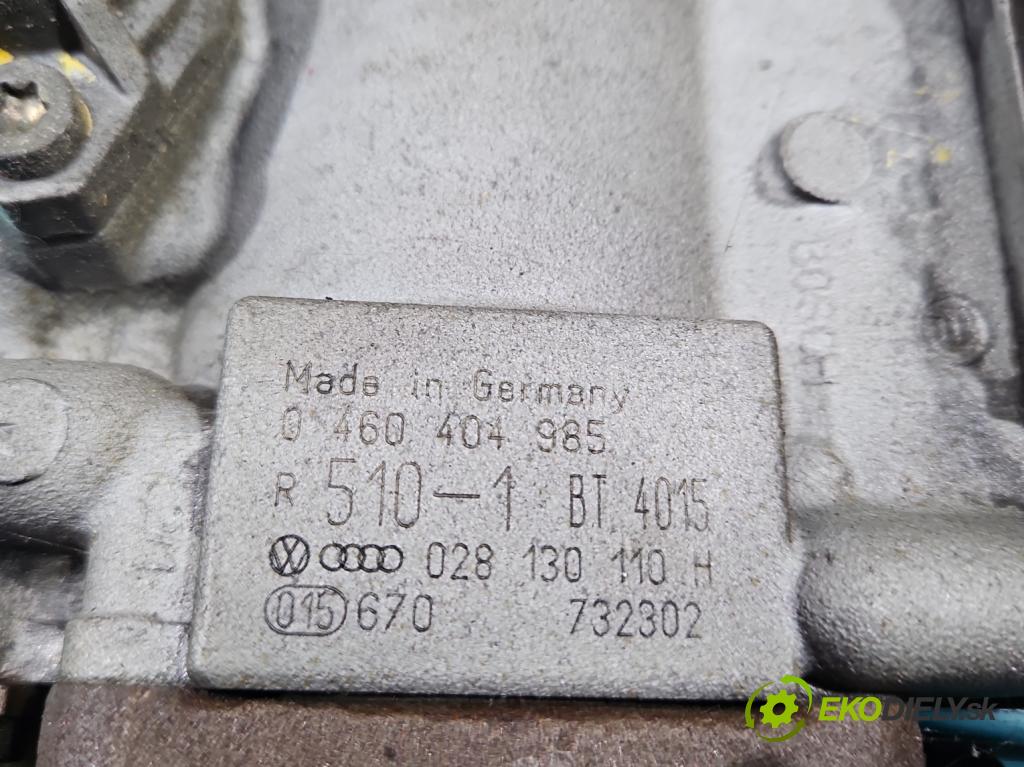 Made in Germany
0 460 404 985
R 510-1 BT 4015
028 130 110 H
015 670 732302
EKODIELY.sk